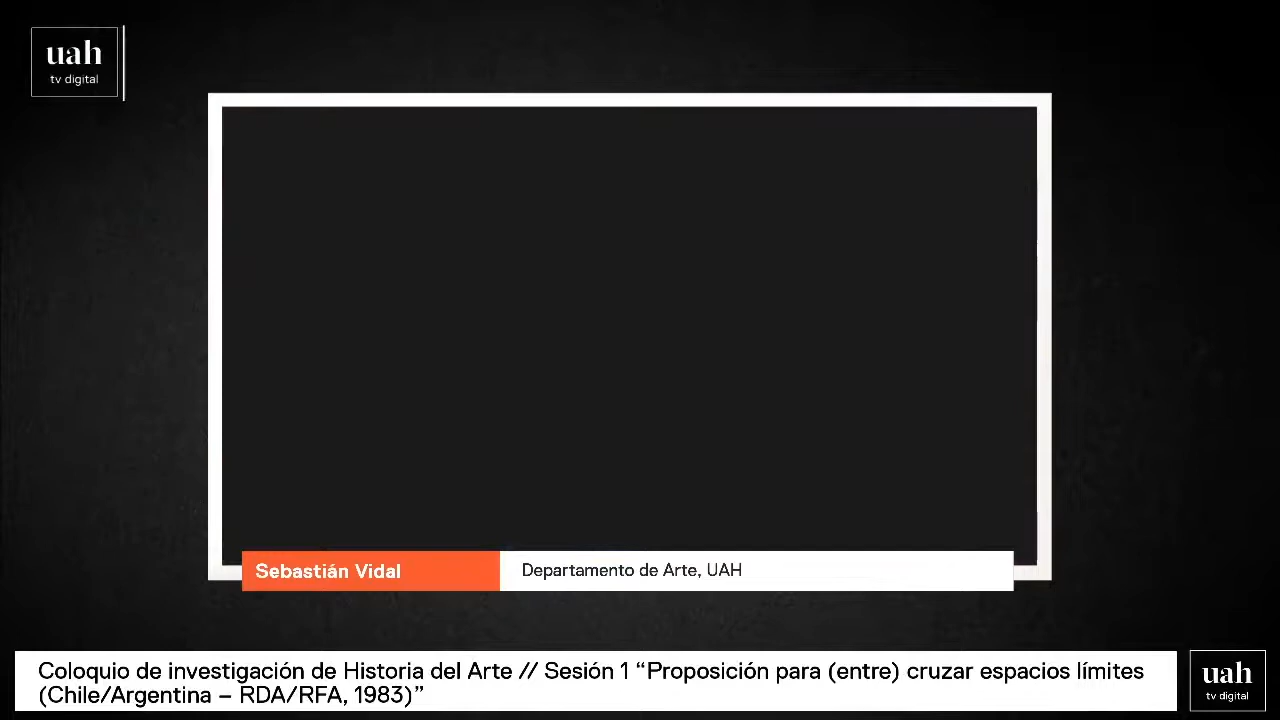 uah
tv digital
Sebastián Vidal
Departamento de Arte, UAH
Coloquio de investigación de Historia del Arte // Sesión 1 “Proposición para (entre) cruzar espacios límites
(Chile/Argentina – RDA/RFA, 1983)”
uah
tv digital